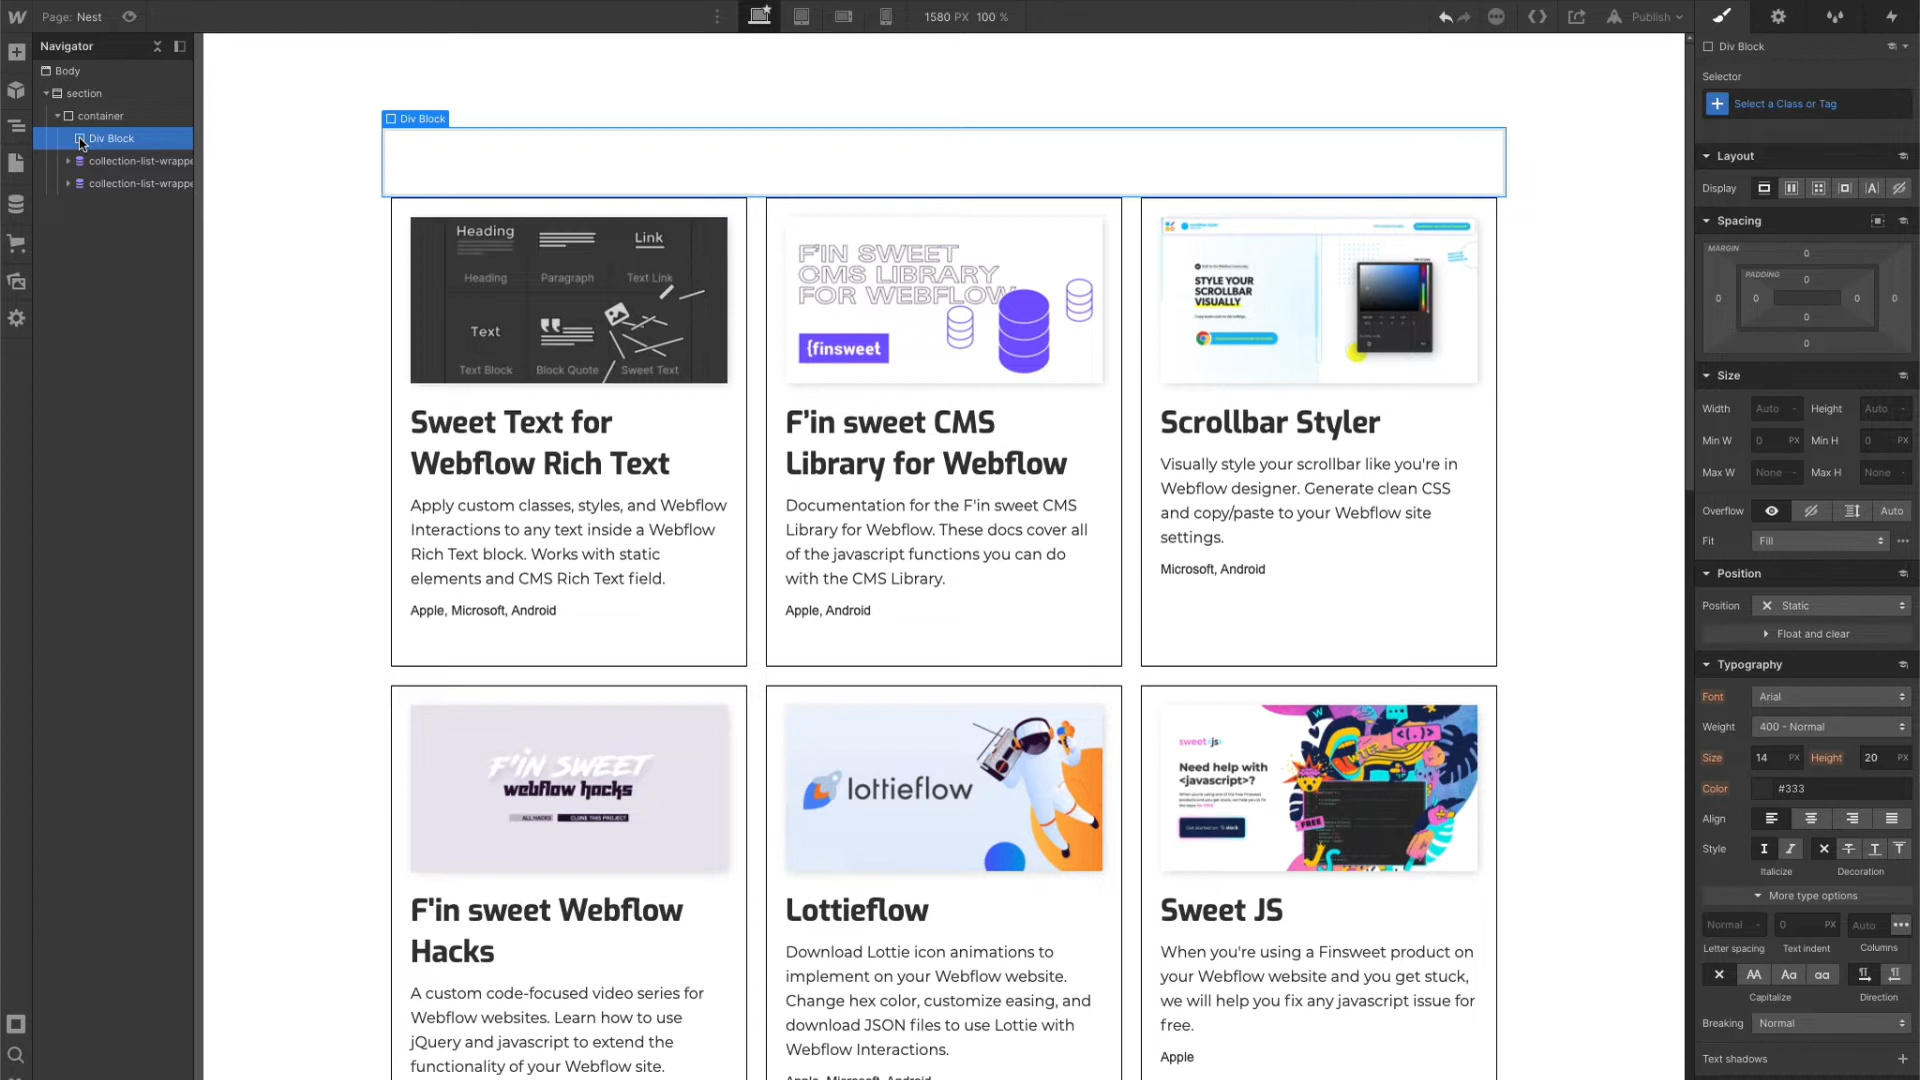 Page: Nest
1580 PX 100 %
Publish
Navigator
Body
section
container
Div Block
collection-list-wrappe
collection-list-wrappe
Div Block
Heading
Link
Heading
Paragraph
Text Link
Text
Text Block
Block Quote
Sweet Text
F'IN SWEET
CMS LIBRARY
FOR WEBFLOW
{finsweet
STYLE YOUR
SCROLLBAR
VISUALLY
Sweet Text for
Webflow Rich Text
Apply custom classes, styles, and Webflow
Interactions to any text inside a Webflow
Rich Text block. Works with static
elements and CMS Rich Text field.
Apple, Microsoft, Android
F'in sweet CMS
Library for Webflow
Documentation for the F'in sweet CMS
Library for Webflow. These docs cover all
of the javascript functions you can do
with the CMS Library.
Apple, Android
Scrollbar Styler
Visually style your scrollbar like you're in
Webflow designer. Generate clean CSS
and copy/paste to your Webflow site
settings.
Microsoft, Android
F'IN SWEET
webflow hacks
ALL HACKS
CLONE THIS PROJECT
lottieflow
sweet js
Need help with
<javascript>?
FREE
F'in sweet Webflow
Hacks
A custom code-focused video series for
Webflow websites. Learn how to use
jQuery and javascript to extend the
functionality of your Webflow site.
Lottieflow
Download Lottie icon animations to
implement on your Webflow website.
Change hex color, customize easing, and
download JSON files to use Lottie with
Webflow Interactions.
Apple, Microsoft, Android
Sweet JS
When you're using a Finsweet product on
your Webflow website and you get stuck,
we will help you fix any javascript issue for
free.
Apple
Div Block
Selector
Select a Class or Tag
Layout
Display
Spacing
MARGIN
0
PADDING
0
0 0 0 0
0
0
Size
Width Auto - Height Auto -
Min W 0 PX Min H 0 PX
Max W None - Max H None -
Overflow Auto
Fit Fill
Position
Position Static
Float and clear
Typography
Font Arial
Weight 400 - Normal
Size 14 PX Height 20 PX
Color #333
Align
Style
Italicize Decoration
More type options
Normal - 0 PX Auto
Letter spacing Text indent Columns
AA Aa aa
Capitalize Direction
Breaking Normal
Text shadows